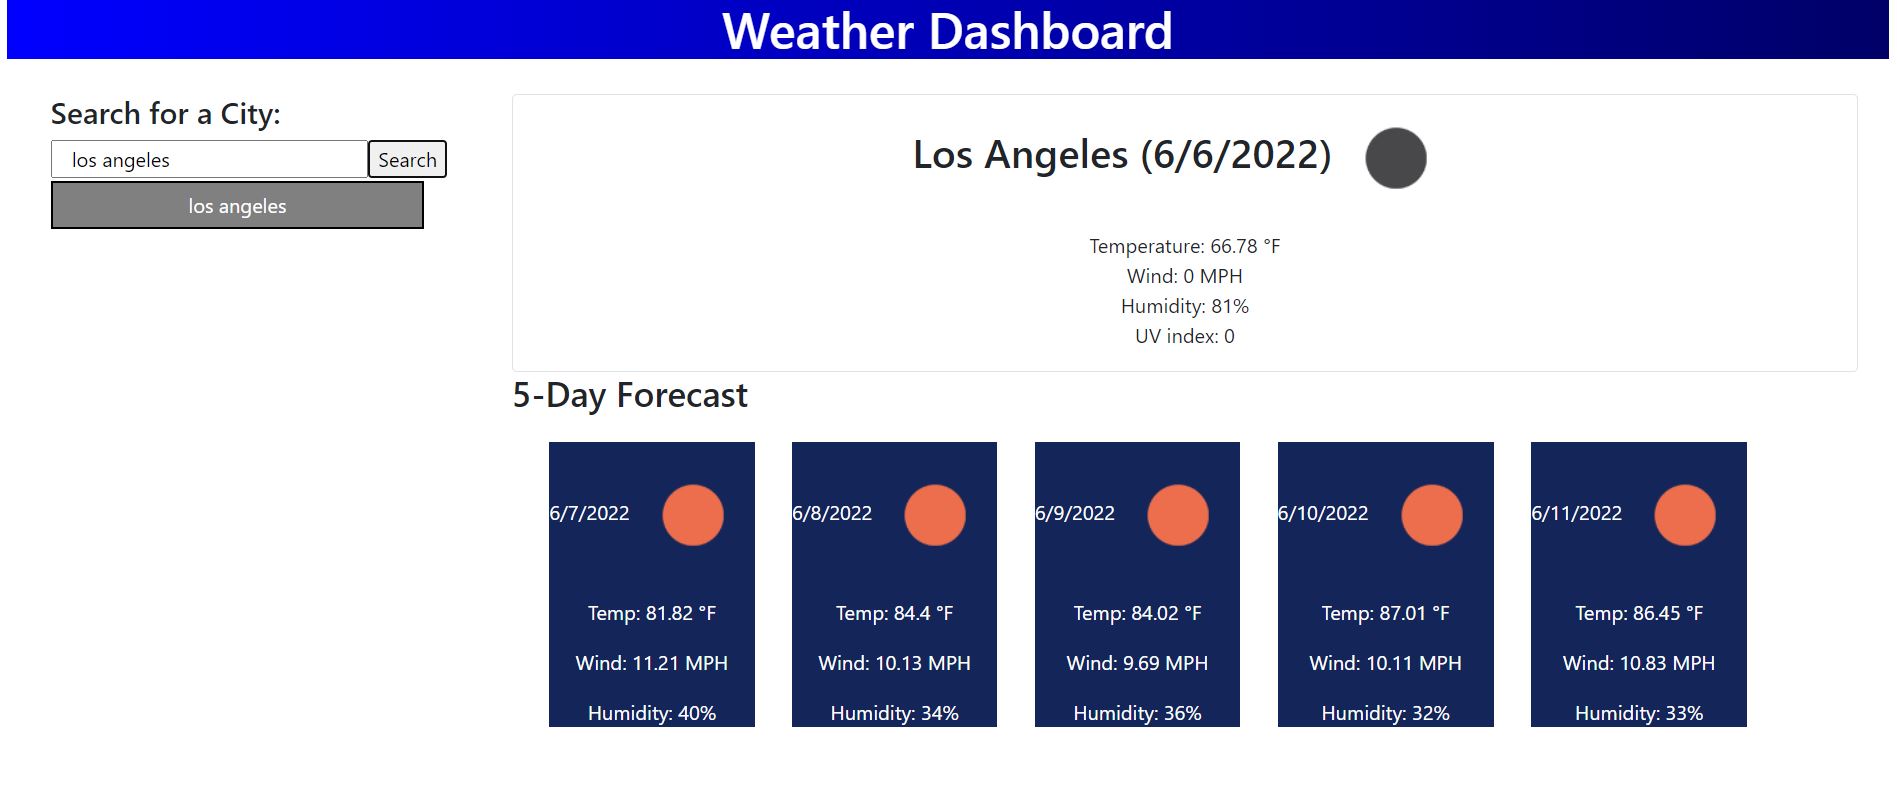 Weather Dashboard
Search for a City:
los angeles
Search
los angeles
Los Angeles (6/6/2022)
Temperature: 66.78 °F
Wind: 0 MPH
Humidity: 81%
UV index: 0
5-Day Forecast
6/7/2022
Temp: 81.82 °F
Wind: 11.21 MPH
Humidity: 40%
6/8/2022
Temp: 84.4 °F
Wind: 10.13 MPH
Humidity: 34%
6/9/2022
Temp: 84.02 °F
Wind: 9.69 MPH
Humidity: 36%
6/10/2022
Temp: 87.01 °F
Wind: 10.11 MPH
Humidity: 32%
6/11/2022
Temp: 86.45 °F
Wind: 10.83 MPH
Humidity: 33%